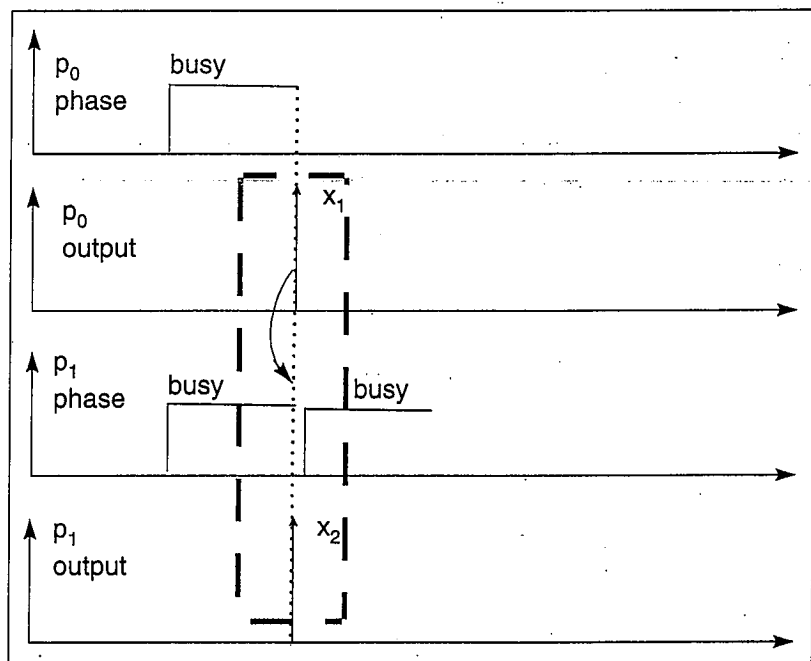 p₀
phase
busy
p₀
output
x₁
p₁
phase
busy
busy
p₁
output
x₂